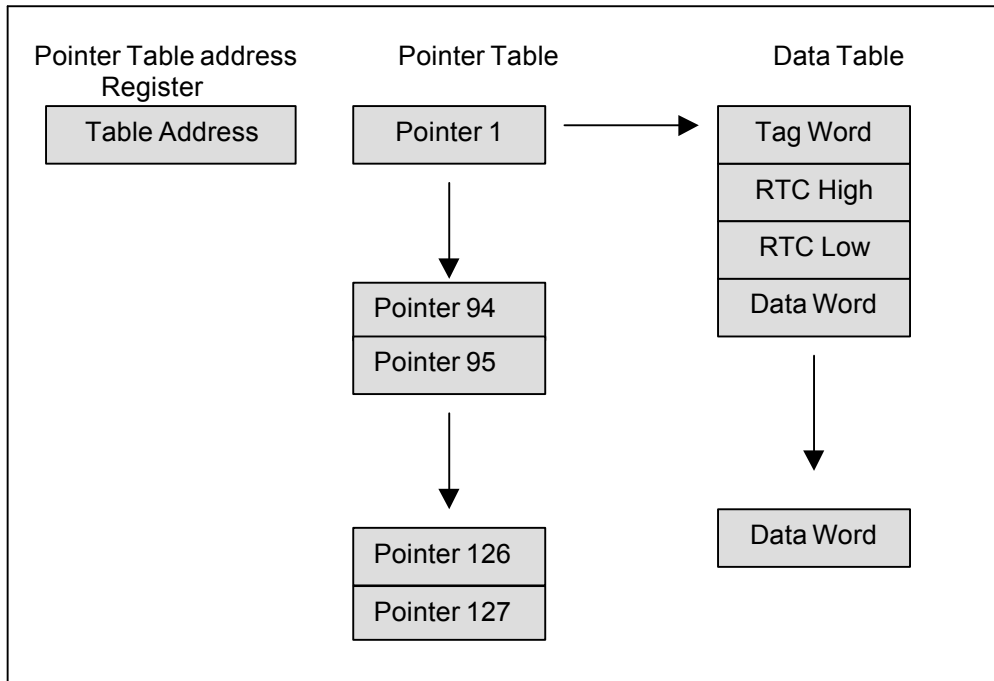 Pointer Table address
Register
Table Address
Pointer Table
Pointer 1
Pointer 94
Pointer 95
Pointer 126
Pointer 127
Data Table
Tag Word
RTC High
RTC Low
Data Word
Data Word